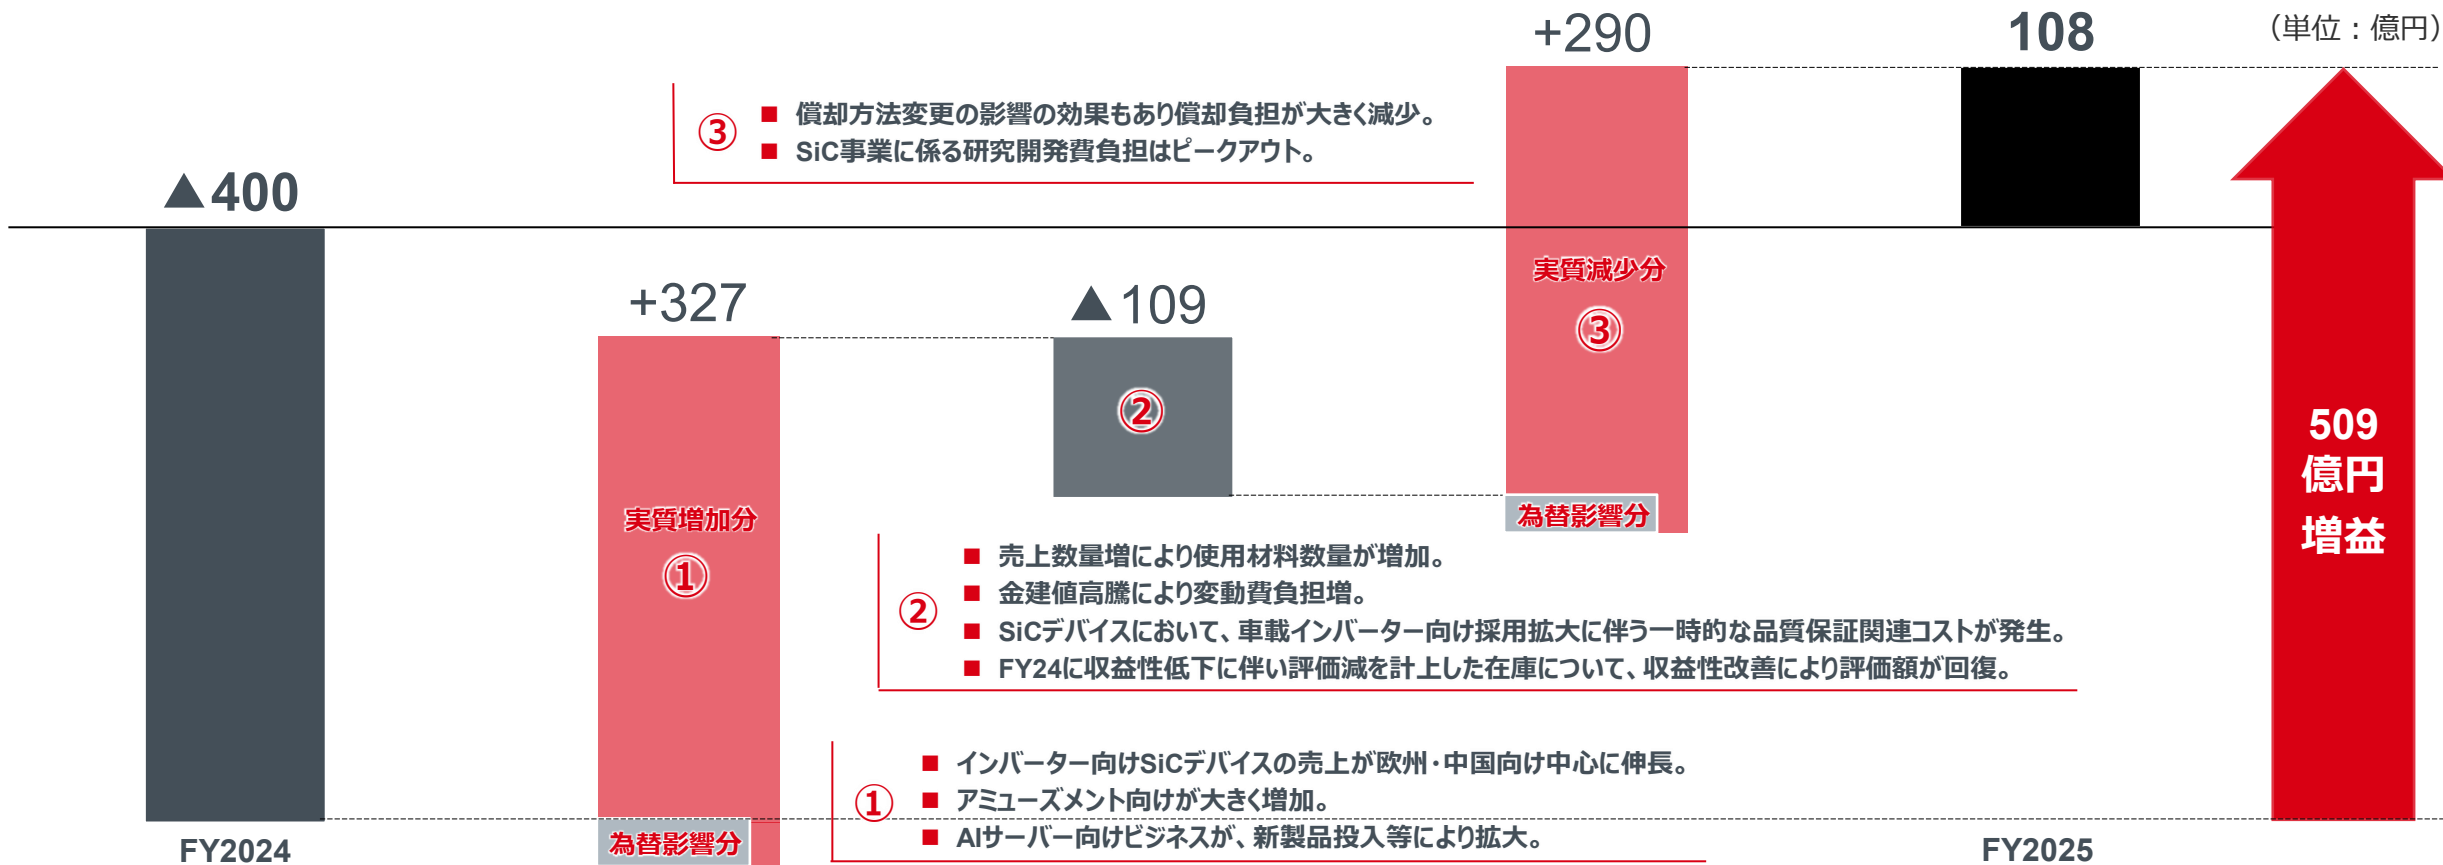 (単位：億円)
▲400
+327
▲109
+290
108
③
■ 償却方法変更の影響の効果もあり償却負担が大きく減少。
■ SiC事業に係る研究開発費負担はピークアウト。
実質減少分
③
実質増加分
①
②
為替影響分
509
億円
増益
②
■ 売上数量増により使用材料数量が増加。
■ 金建値高騰により変動費負担増。
■ SiCデバイスにおいて、車載インバーター向け採用拡大に伴う一時的な品質保証関連コストが発生。
■ FY24に収益性低下に伴い評価減を計上した在庫について、収益性改善により評価額が回復。
①
■ インバーター向けSiCデバイスの売上が欧州・中国向け中心に伸長。
■ アミューズメント向けが大きく増加。
■ AIサーバー向けビジネスが、新製品投入等により拡大。
為替影響分
FY2024
FY2025